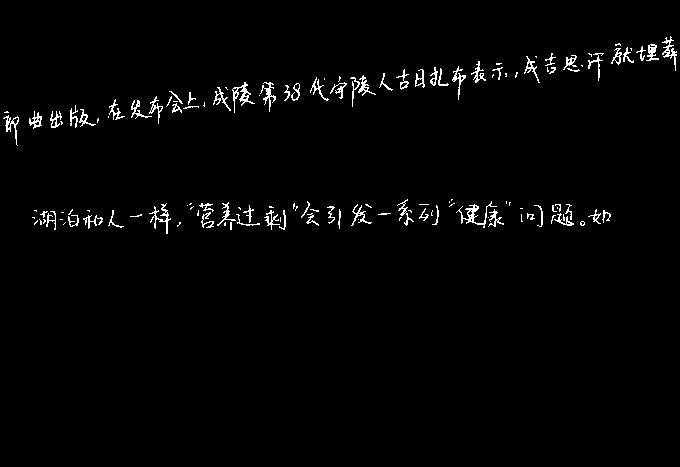 部曲出版,在发布会上,成陵第38代守陵人古日扎布表示,成吉思汗就埋葬
湖泊和人一样,"营养过剩"会引发一系列"健康"问题。如